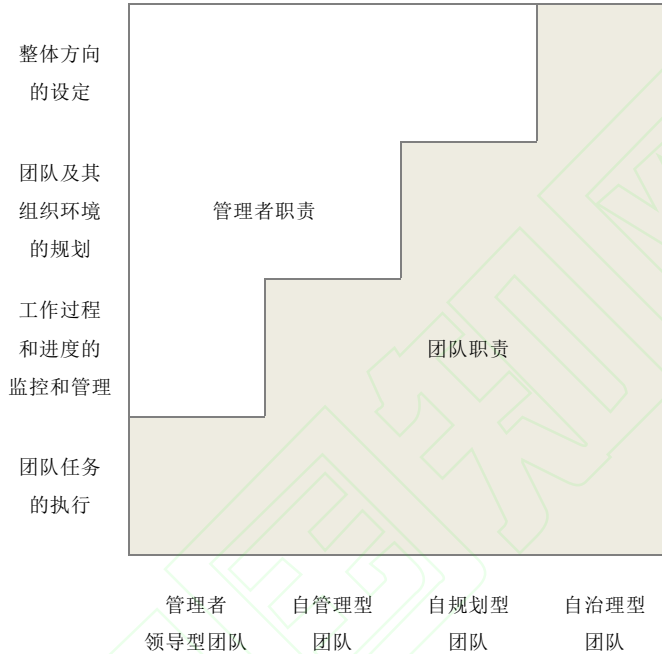 整体方向
的设定
团队及其
组织环境
的规划
管理者职责
工作过程
和进度的
监控和管理
团队职责
团队任务
的执行
管理者
领导型团队
自管理型
团队
自规划型
团队
自治理型
团队